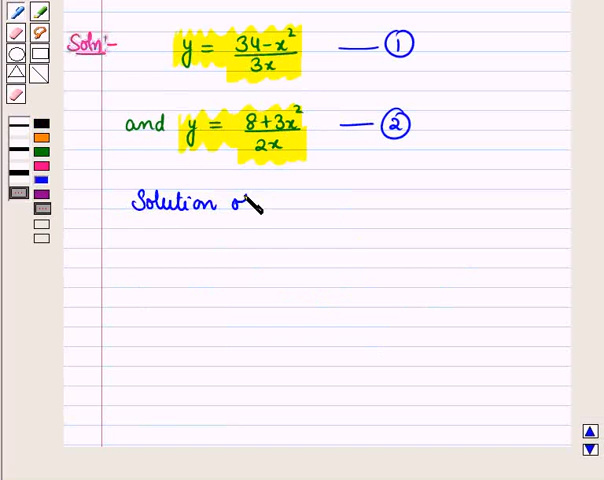 Soln:- y = (34-x²)/3x —— ①
and y = (8+3x²)/2x —— ②
Solution o